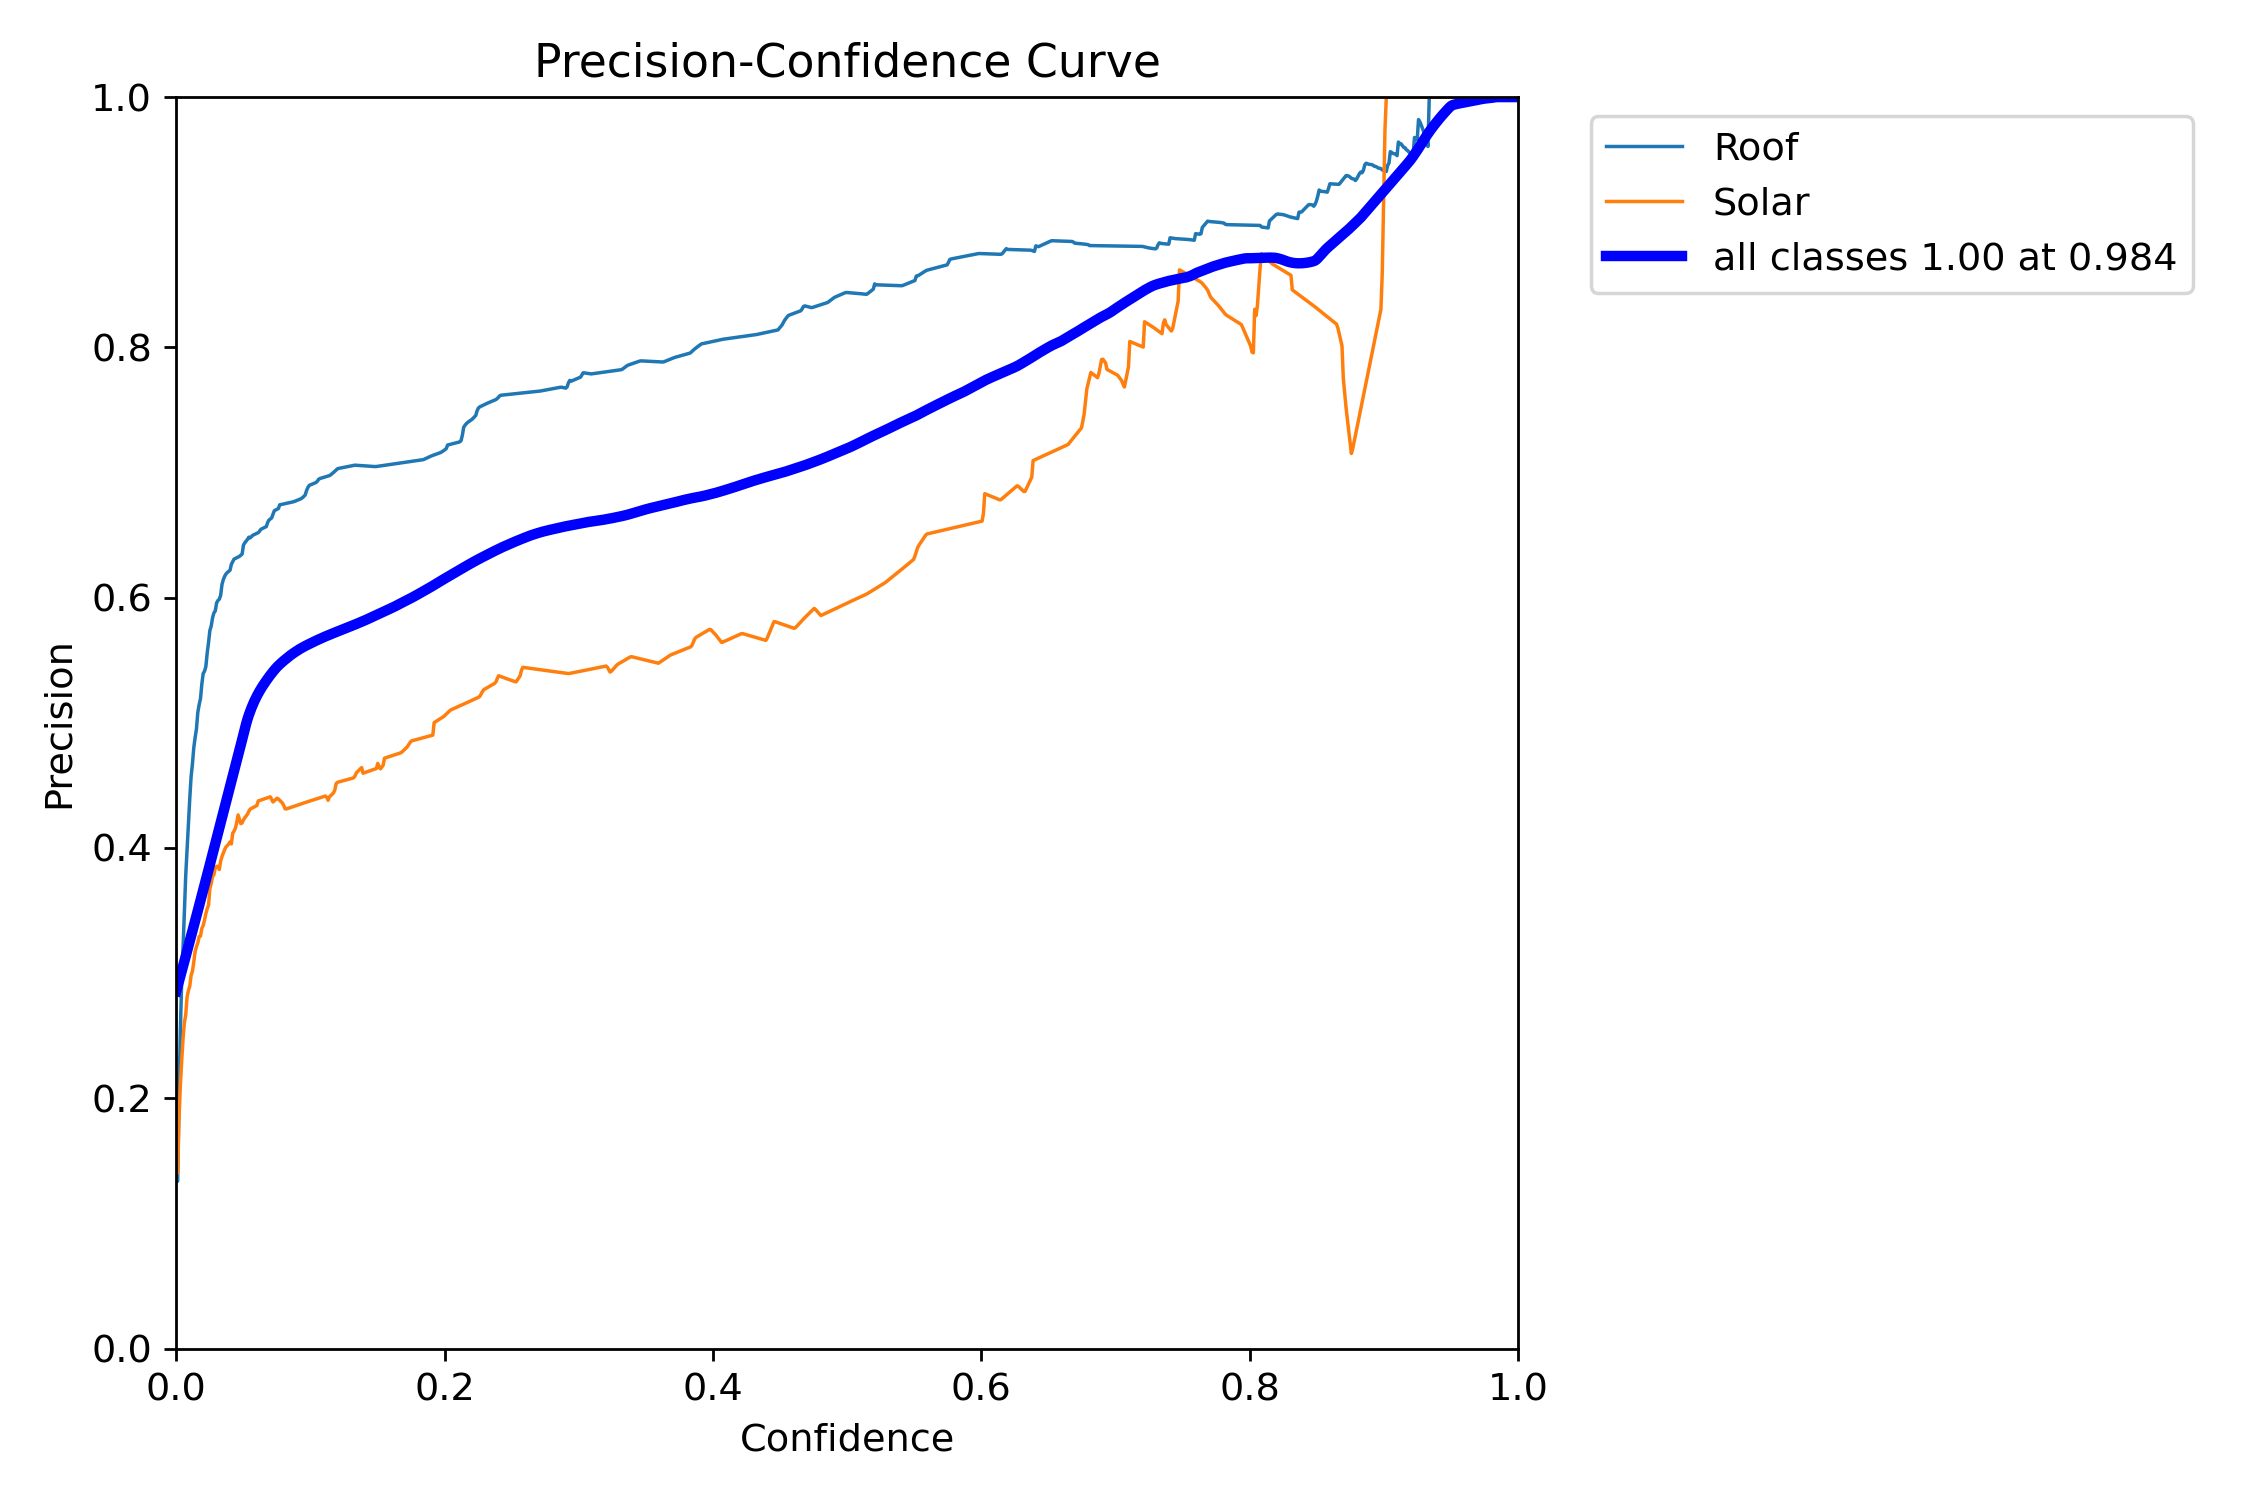 Precision-Confidence Curve
1.0
0.8
0.6
0.4
0.2
0.0
Precision
0.0 0.2 0.4 0.6 0.8 1.0
Confidence
Roof
Solar
all classes 1.00 at 0.984